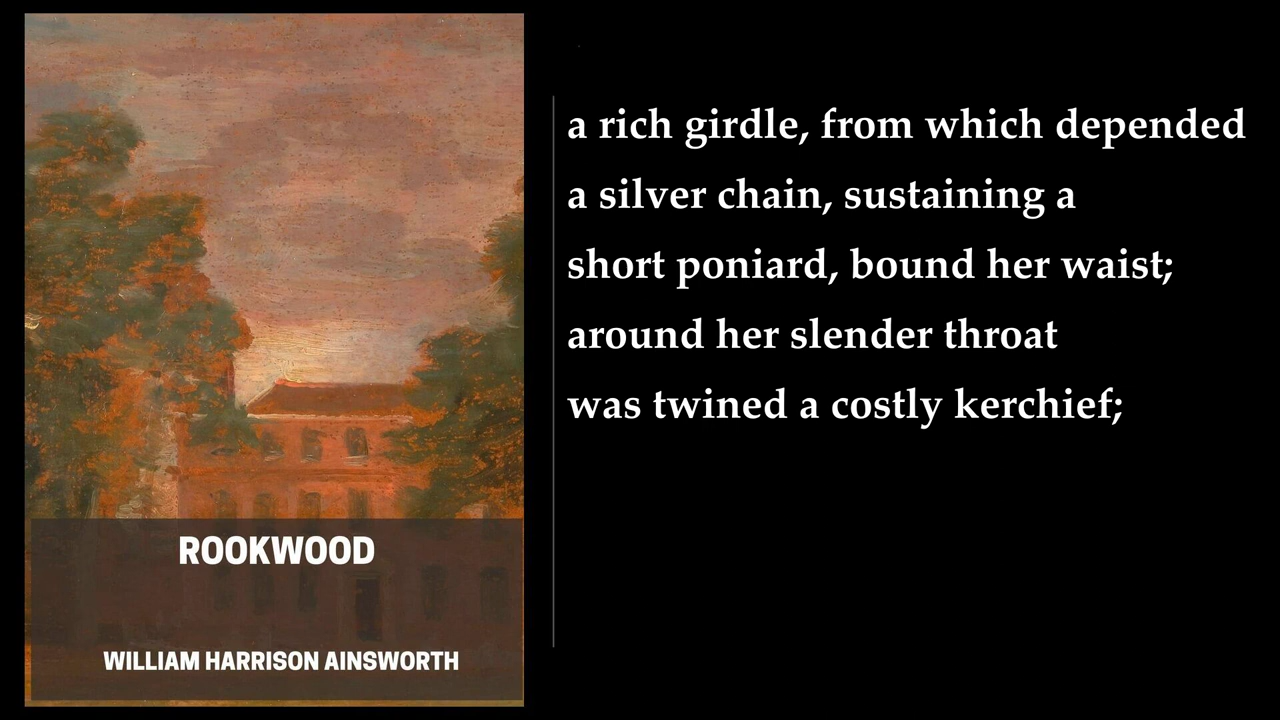 a rich girdle, from which depended
a silver chain, sustaining a
short poniard, bound her waist;
around her slender throat
was twined a costly kerchief;
ROOKWOOD
WILLIAM HARRISON AINSWORTH